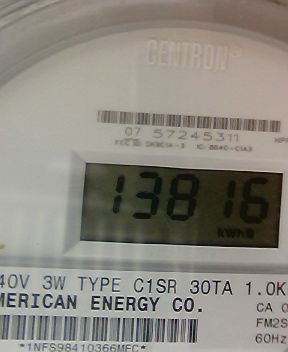 CENTRON®
07 57245311
13816
kWhB
40V 3W TYPE C1SR 30TA 1.0K
MERICAN ENERGY CO.
CA 0
FM2S
60Hz
*1NFS98410366MFC*